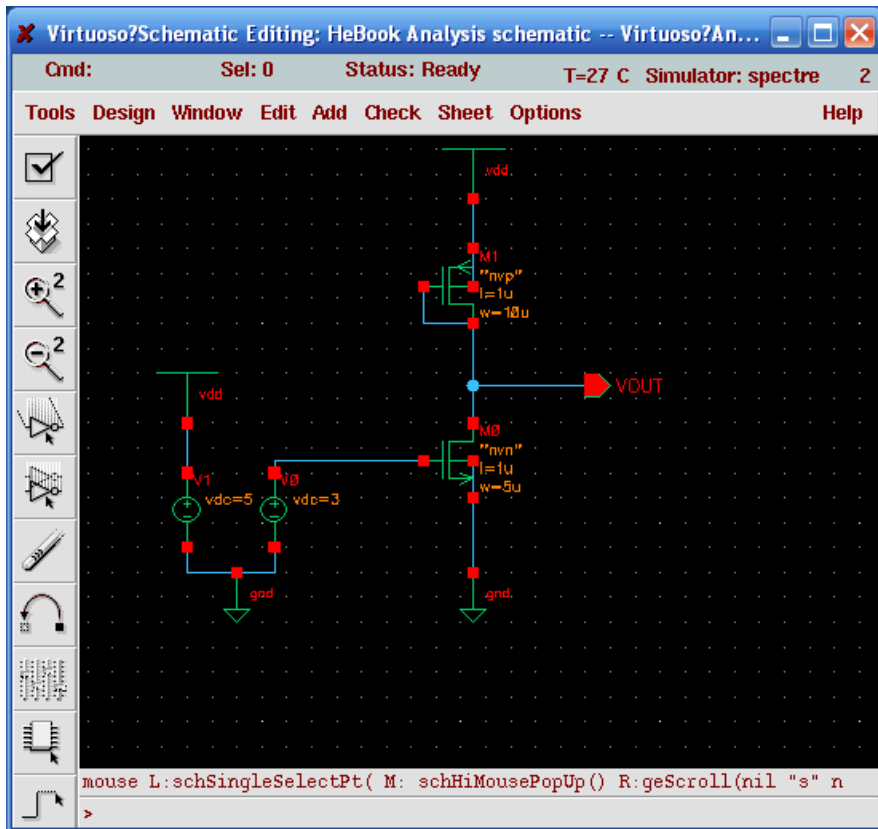 Virtuoso?Schematic Editing: HeBook Analysis schematic -- Virtuoso?An...
Cmd: Sel: 0 Status: Ready T=27 C Simulator: spectre 2
Tools Design Window Edit Add Check Sheet Options Help
vdd
M1
"nvp"
l=1u
w=10u
vdd
VOUT
M0
"nvn"
l=1u
w=5u
V1
vdc=5
V0
vdc=3
gnd
gnd
2
2
mouse L:schSingleSelectPt( M: schHiMousePopUp() R:geScroll(nil "s" n
>